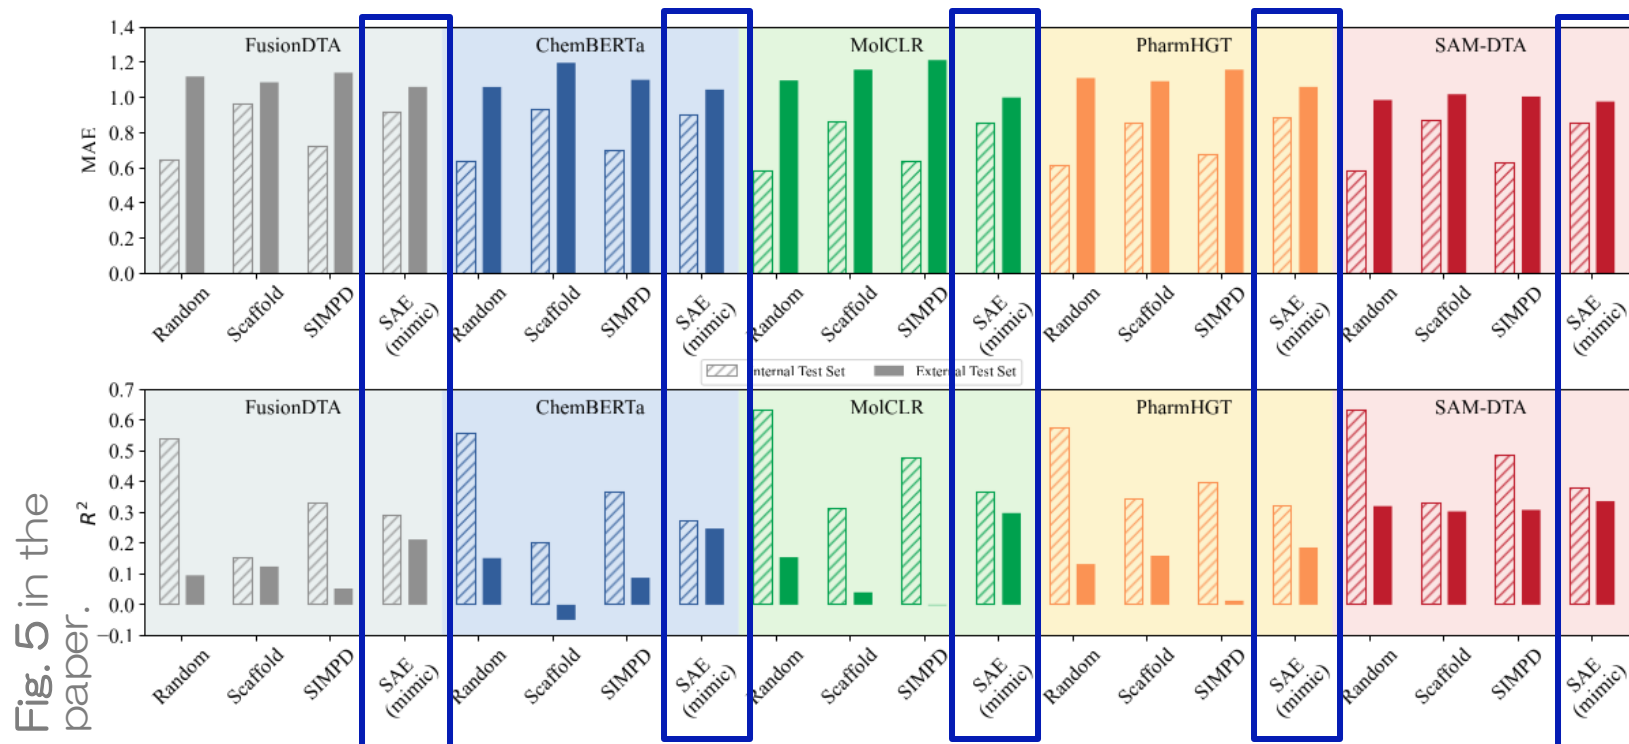 1.4
1.2
1.0
0.8
0.6
0.4
0.2
0.0
MAE
FusionDTA
ChemBERTa
MolCLR
PharmHGT
SAM-DTA
Random
Scaffold
SIMPD
SAE
(mimic)
Random
Scaffold
SIMPD
SAE
(mimic)
Random
Scaffold
SIMPD
SAE
(mimic)
Random
Scaffold
SIMPD
SAE
(mimic)
Random
Scaffold
SIMPD
SAE
(mimic)
Internal Test Set
External Test Set
0.7
0.6
0.5
0.4
0.3
0.2
0.1
0.0
−0.1
R²
FusionDTA
ChemBERTa
MolCLR
PharmHGT
SAM-DTA
Random
Scaffold
SIMPD
SAE
(mimic)
Random
Scaffold
SIMPD
SAE
(mimic)
Random
Scaffold
SIMPD
SAE
(mimic)
Random
Scaffold
SIMPD
SAE
(mimic)
Random
Scaffold
SIMPD
SAE
(mimic)
Fig. 5 in the
paper.